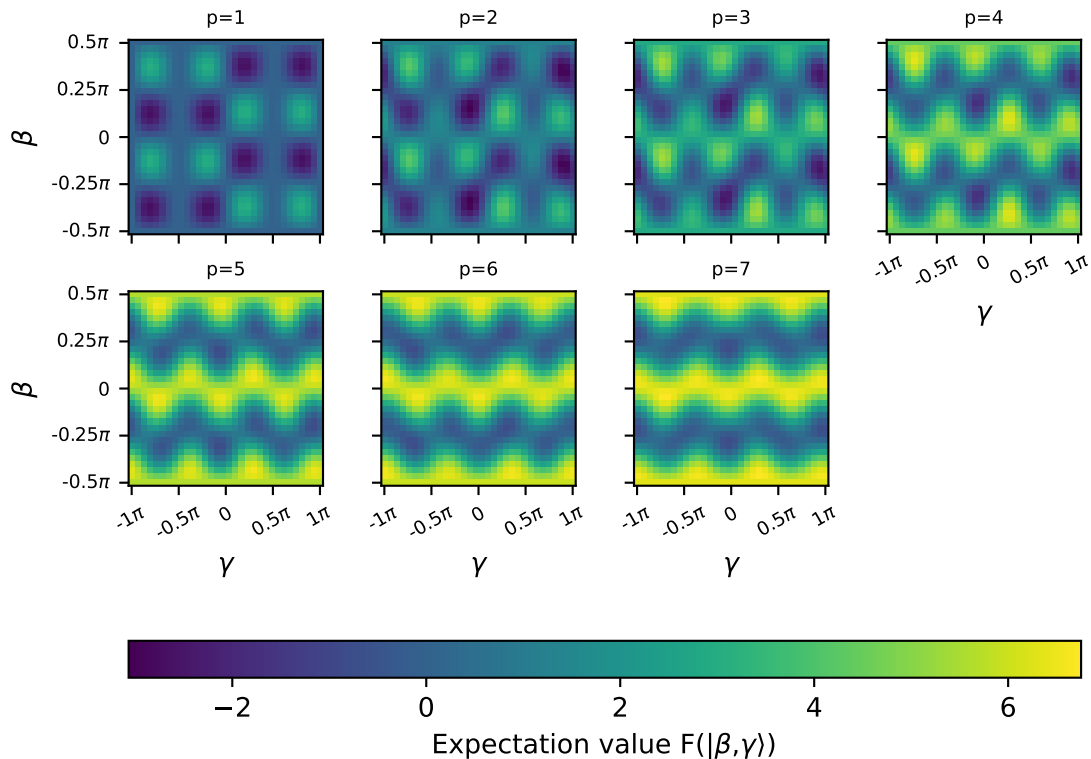 p=1 p=2 p=3 p=4
0.5π
0.25π
0
-0.25π
-0.5π
β
-1π -0.5π 0 0.5π 1π
γ
p=5 p=6 p=7
0.5π
0.25π
0
-0.25π
-0.5π
β
-1π -0.5π 0 0.5π 1π -1π -0.5π 0 0.5π 1π -1π -0.5π 0 0.5π 1π
γ γ γ
−2 0 2 4 6
Expectation value F(|β,γ⟩)